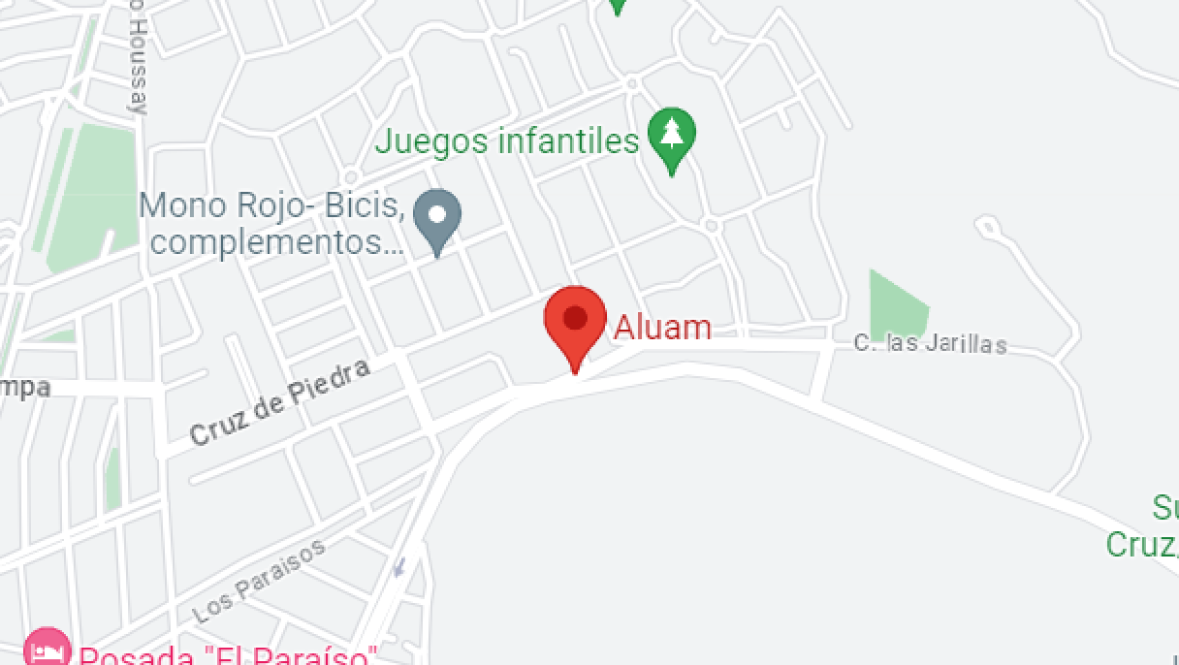 o Houssay
Juegos infantiles
Mono Rojo- Bicis,
complementos...
Aluam
C. las Jarillas
mpa
Cruz de Piedra
Su
Cruz,
Los Paraisos
Posada "El Paraíso"